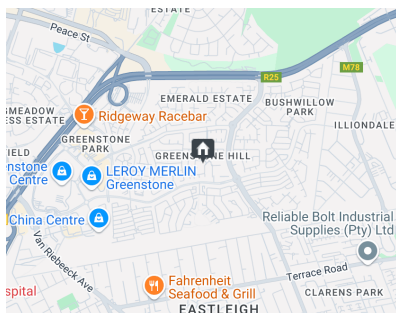 ESTATE
Peace St
M78
R25
EMERALD ESTATE
BUSHWILLOW
PARK
SMEADOW
ESS ESTATE
Ridgeway Racebar
ILLIONDALE
GREENSTONE
PARK
FIELD
GREENSTONE HILL
enstone
Centre
LEROY MERLIN
Greenstone
China Centre
Reliable Bolt Industrial
Supplies (Pty) Ltd
Van Riebeeck Ave
Terrace Road
Fahrenheit
Seafood & Grill
spital
CLARENS PARK
EASTLEIGH